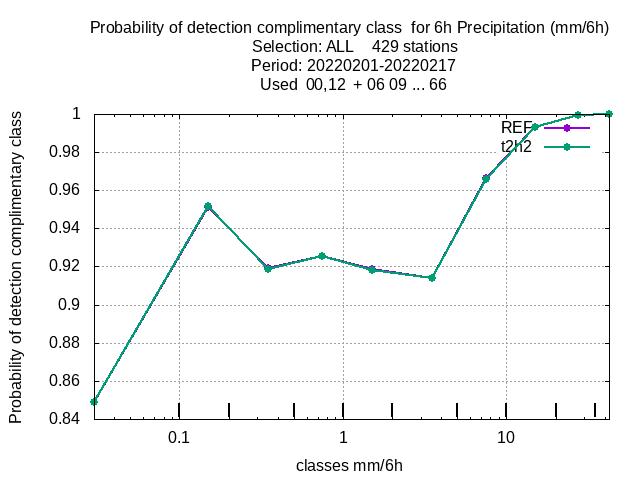 Probability of detection complimentary class  for 6h Precipitation (mm/6h)
Selection: ALL    429 stations
Period: 20220201-20220217
Used  00,12  + 06 09 ... 66
Probability of detection complimentary class
1
0.98
0.96
0.94
0.92
0.9
0.88
0.86
0.84
REF
t2h2
0.1
1
10
classes mm/6h